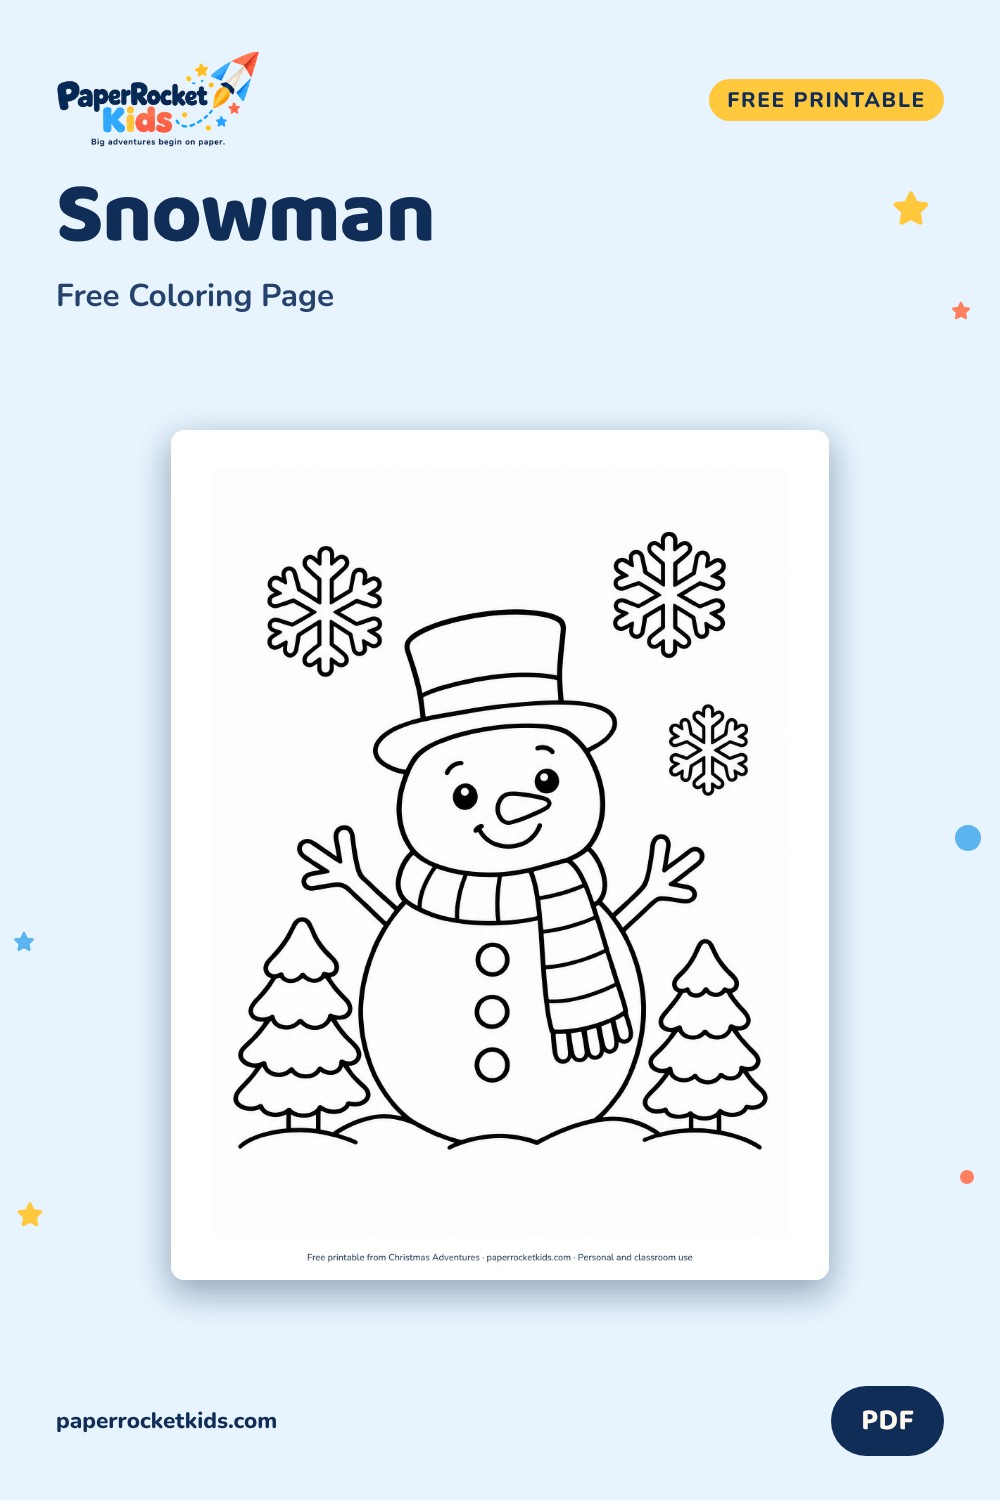 PaperRocket
Kids
Big adventures begin on paper.
FREE PRINTABLE
Snowman
Free Coloring Page
Free printable from Christmas Adventures · paperrocketkids.com · Personal and classroom use
paperrocketkids.com
PDF